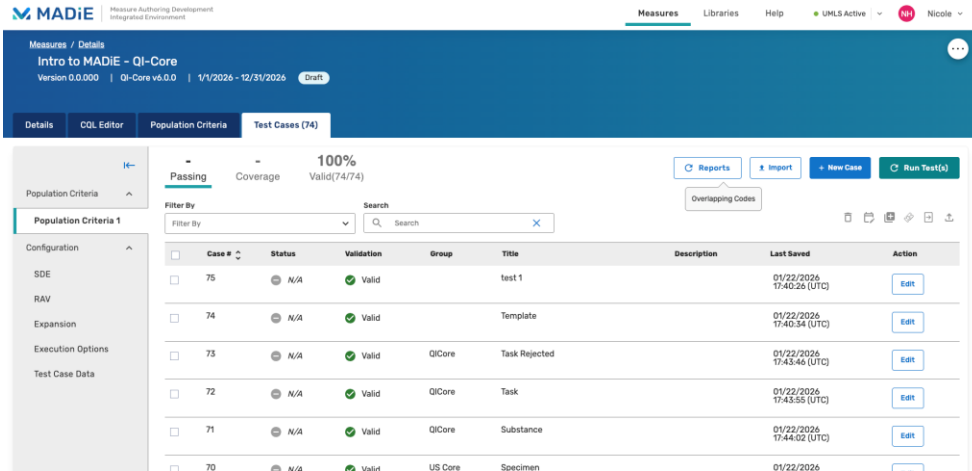 MADiE Measure Authoring Development Integrated Environment
Measures Libraries Help UMLS Active NH Nicole
Measures / Details
Intro to MADiE - QI-Core
Version 0.0.000 | QI-Core v6.0.0 | 1/1/2026 - 12/31/2026 Draft
Details CQL Editor Population Criteria Test Cases (74)
- Passing
- Coverage
100% Valid(74/74)
Reports Import + New Case Run Test(s)
Overlapping Codes
Population Criteria
Population Criteria 1
Configuration
SDE
RAV
Expansion
Execution Options
Test Case Data
Filter By Search
Filter By Search
Case # Status Validation Group Title Description Last Saved Action
75 N/A Valid test 1 01/22/2026 17:40:26 (UTC) Edit
74 N/A Valid Template 01/22/2026 17:40:34 (UTC) Edit
73 N/A Valid QICore Task Rejected 01/22/2026 17:43:46 (UTC) Edit
72 N/A Valid QICore Task 01/22/2026 17:43:55 (UTC) Edit
71 N/A Valid QICore Substance 01/22/2026 17:44:02 (UTC) Edit
70 N/A Valid US Core Specimen 01/22/2026